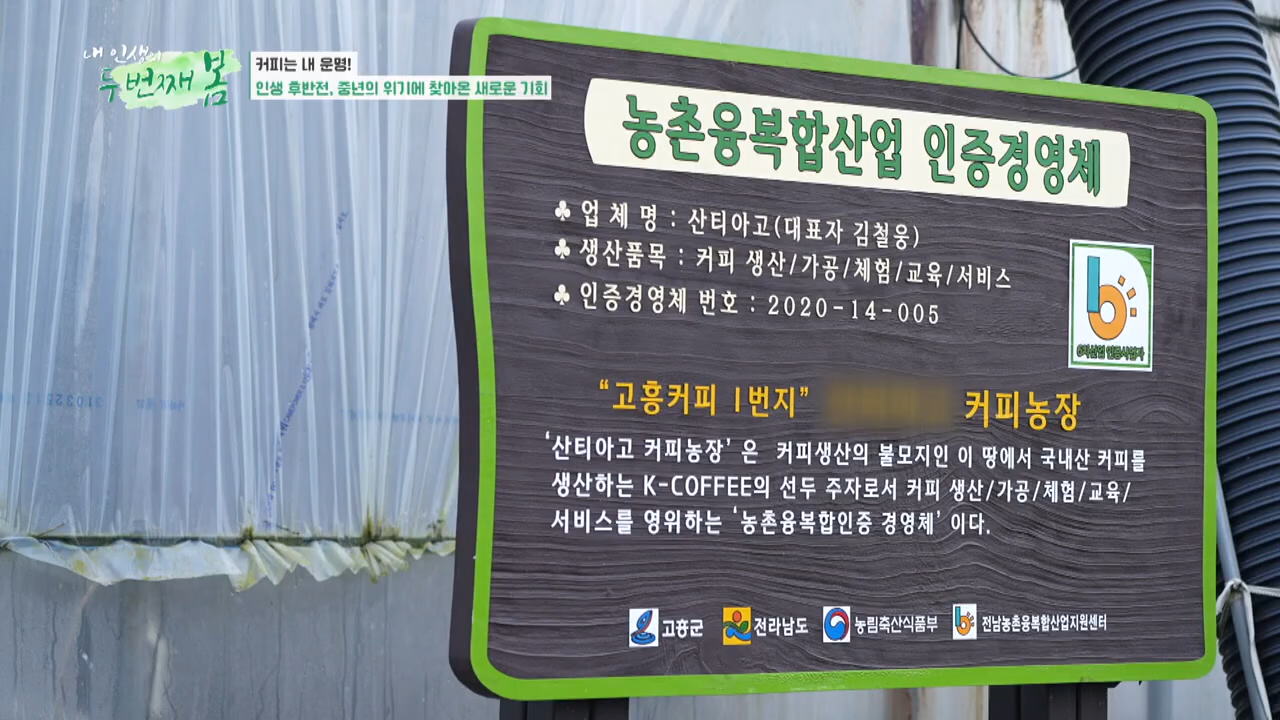 내 인생의
두 번째 봄
커피는 내 운명!
인생 후반전, 중년의 위기에 찾아온 새로운 기회
농촌융복합산업 인증경영체
♣ 업 체 명 : 산티아고(대표자 김철웅)
♣ 생산품목 : 커피 생산/가공/체험/교육/서비스
♣ 인증경영체 번호 : 2020-14-005
6차산업 인증사업자
“고흥커피 1번지” 커피농장
‘산티아고 커피농장’ 은 커피생산의 불모지인 이 땅에서 국내산 커피를
생산하는 K-COFFEE의 선두 주자로서 커피 생산/가공/체험/교육/
서비스를 영위하는 ‘농촌융복합인증 경영체’ 이다.
고흥군 전라남도 농림축산식품부 전남농촌융복합산업지원센터